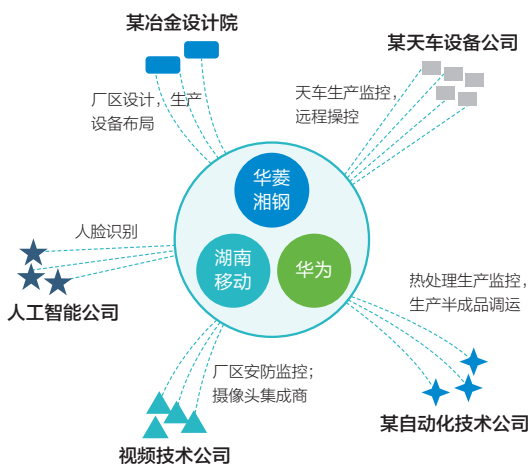 某冶金设计院
某天车设备公司
厂区设计，生产
设备布局
天车生产监控，
远程操控
华菱
湘钢
人脸识别
湖南
移动
华为
人工智能公司
热处理生产监控，
生产半成品调运
厂区安防监控；
摄像头集成商
某自动化技术公司
视频技术公司